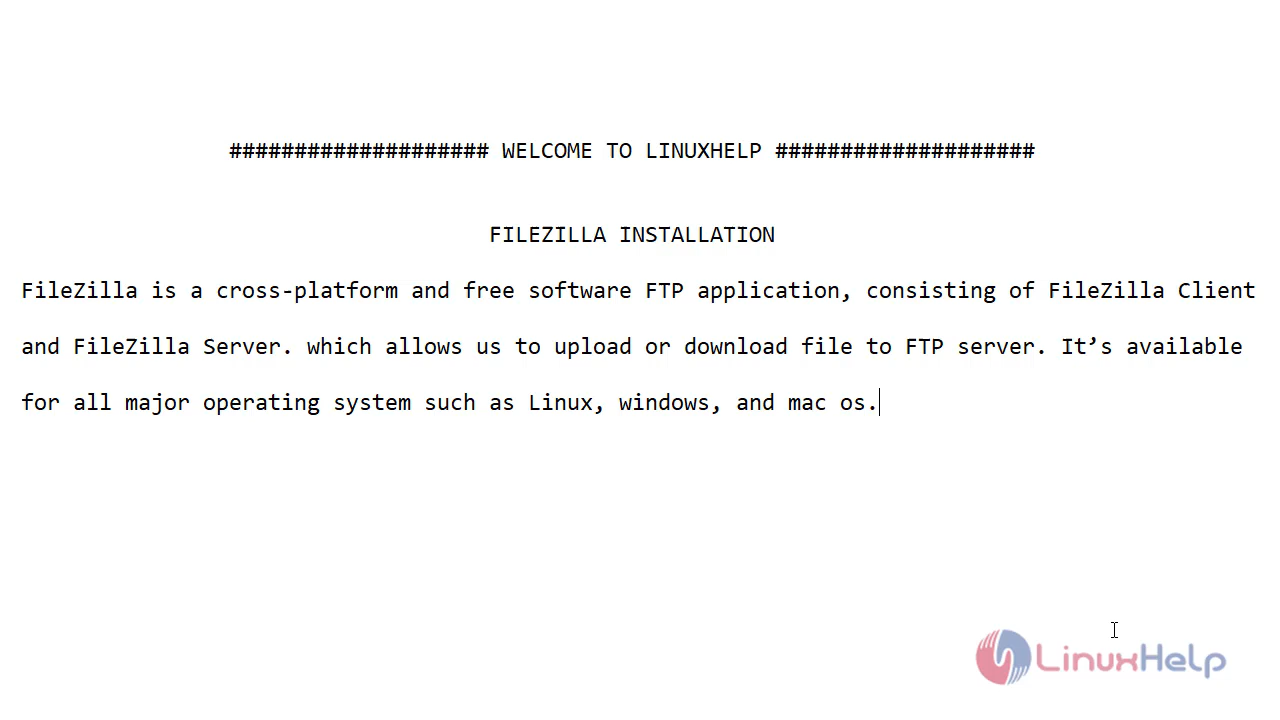 #################### WELCOME TO LINUXHELP ####################
FILEZILLA INSTALLATION
FileZilla is a cross-platform and free software FTP application, consisting of FileZilla Client
and FileZilla Server. which allows us to upload or download file to FTP server. It’s available
for all major operating system such as Linux, windows, and mac os.
LinuxHelp